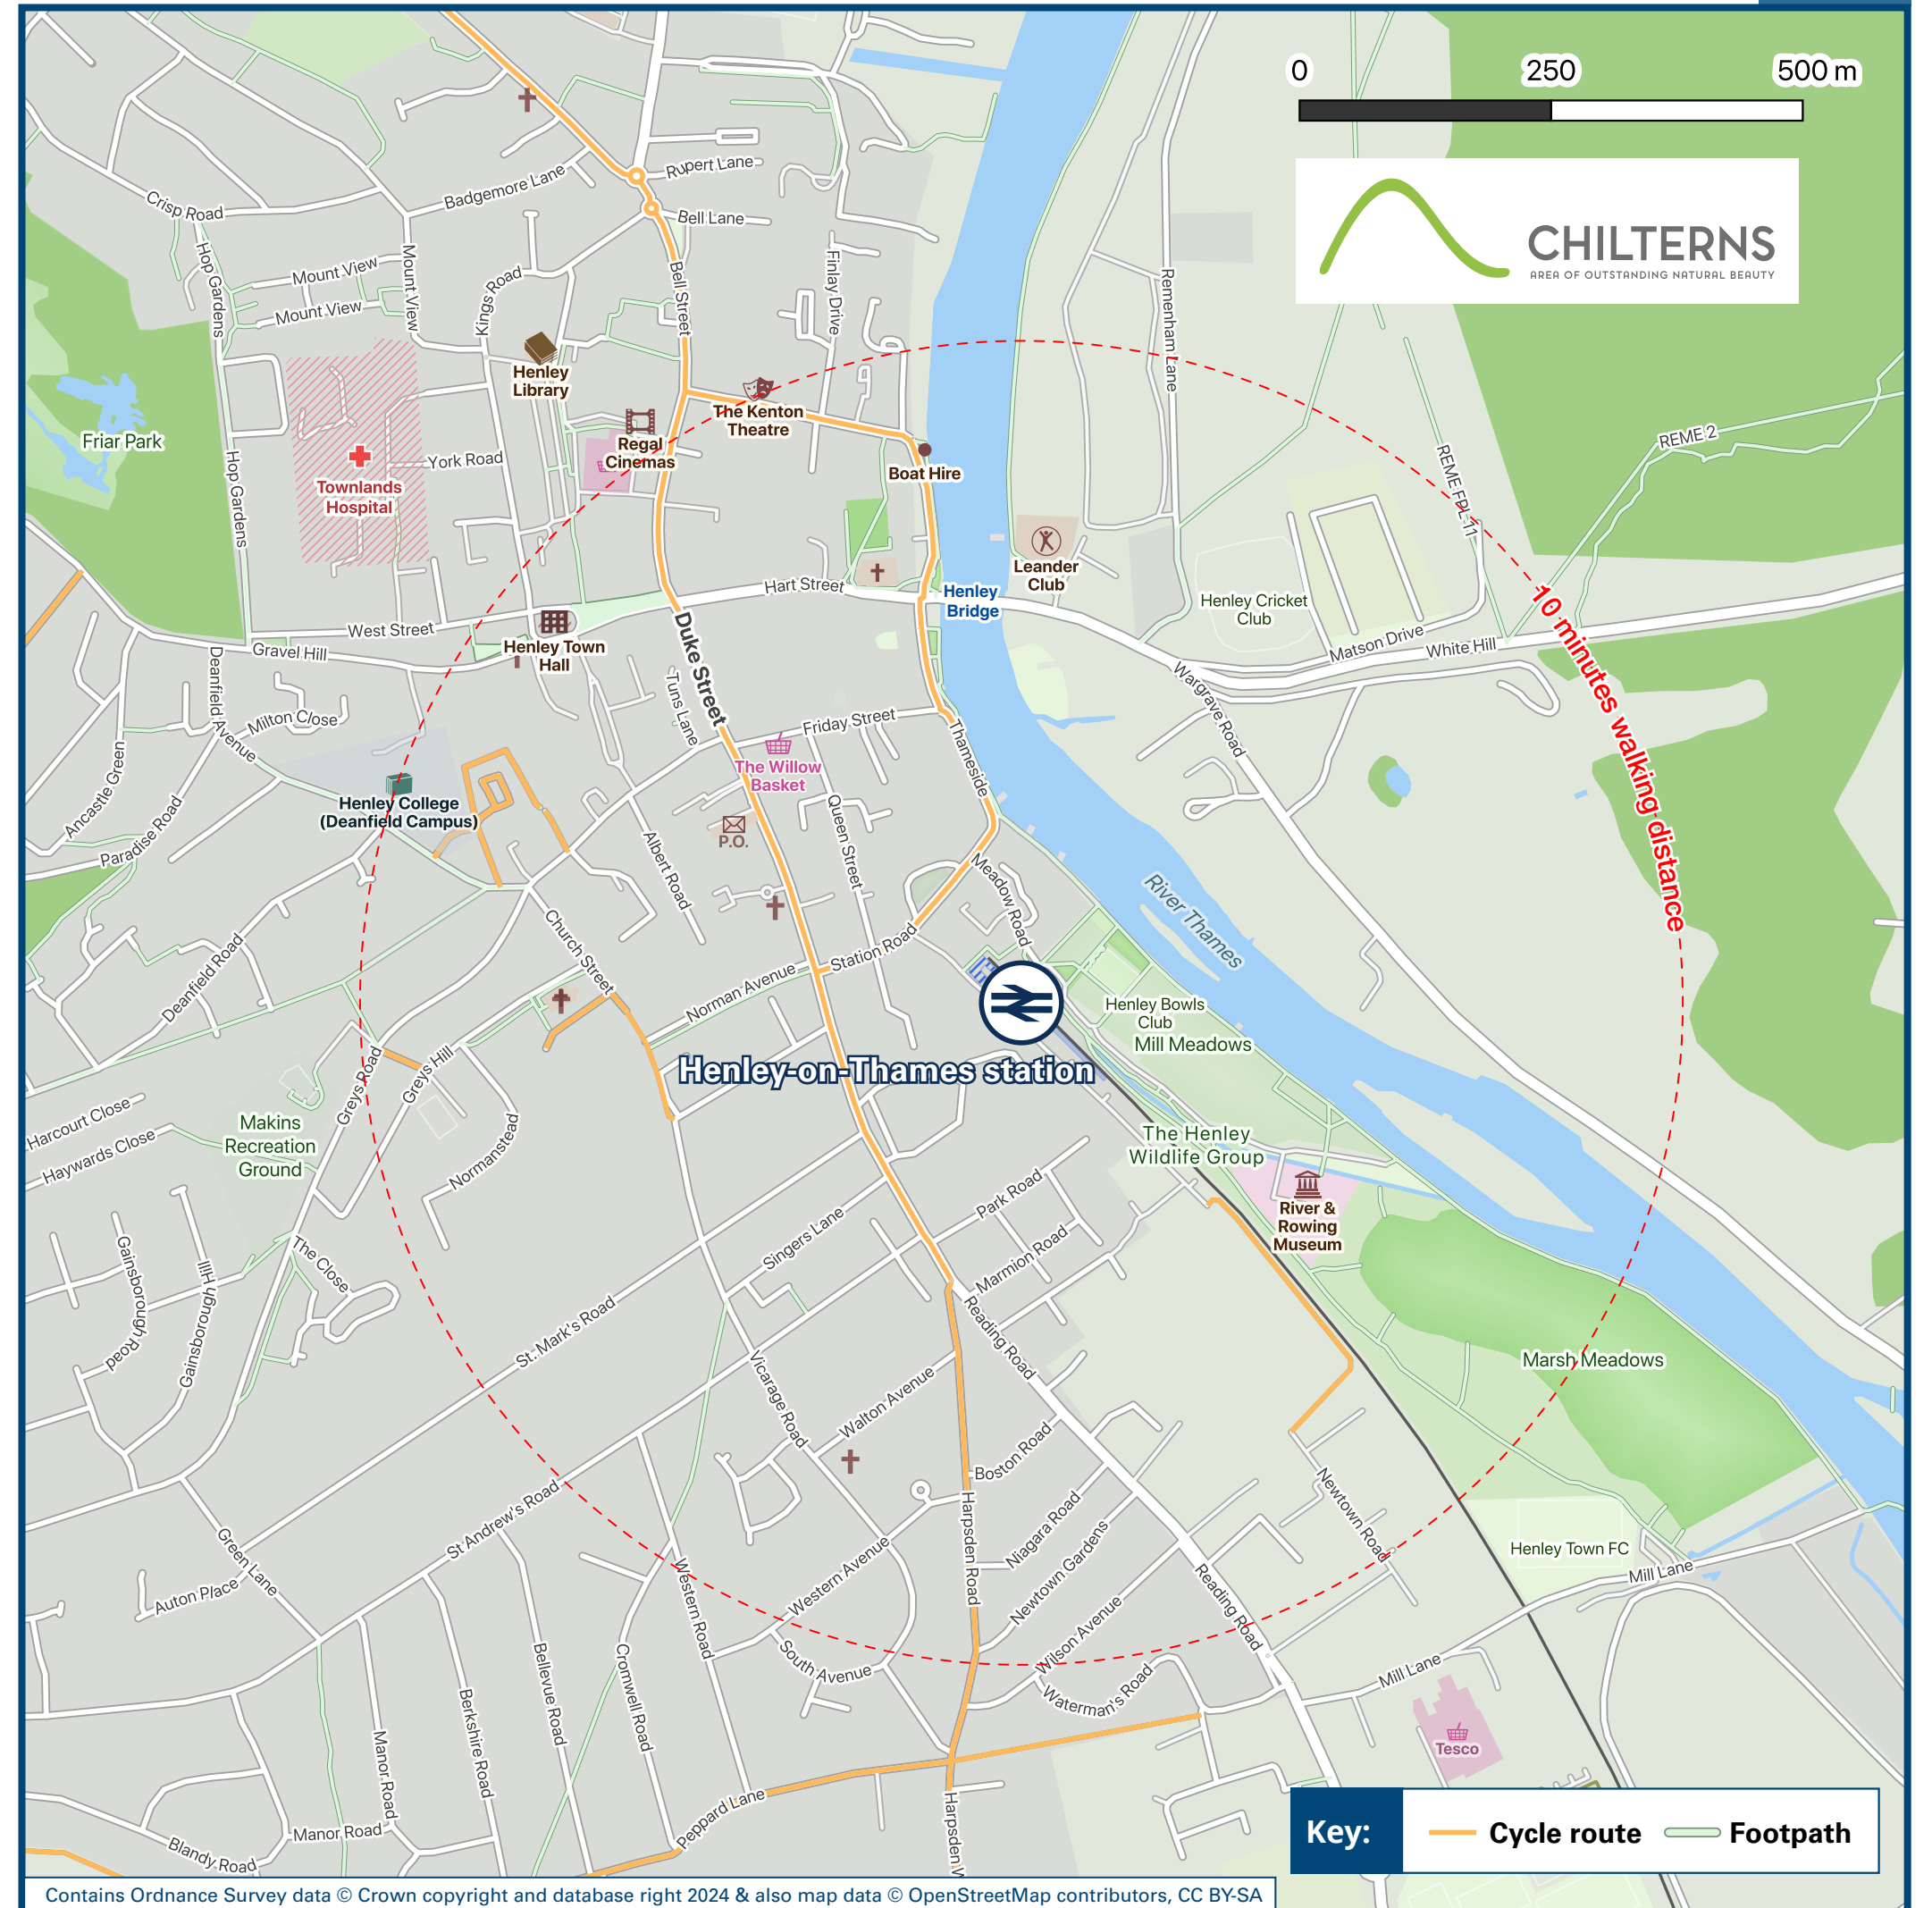 0 250 500 m
CHILTERNS
AREA OF OUTSTANDING NATURAL BEAUTY
Rupert Lane
Badgemore Lane
Crisp Road
Bell Lane
Hop Gardens
Mount View
Mount View
Mount View
Kings Road
Bell Street
Finlay Drive
Remenham Lane
Henley
Library
The Kenton
Theatre
Friar Park
Regal
Cinemas
York Road
Boat Hire
REME 2
REME FPL 11
Townlands
Hospital
Hop Gardens
Leander
Club
Hart Street
Henley
Bridge
Henley Cricket
Club
10 minutes walking distance
West Street
Gravel Hill
Henley Town
Hall
Duke Street
Matson Drive
White Hill
Deanfield Avenue
Milton Close
Tuns Lane
Friday Street
Thameside
Wargrave Road
The Willow
Basket
Ancastle Green
Paradise Road
Henley College
(Deanfield Campus)
P.O.
Queen Street
Albert Road
Meadow Road
River Thames
Church Street
Deanfield Road
Station Road
Norman Avenue
Henley Bowls
Club
Mill Meadows
Henley-on-Thames station
Greys Road
Greys Hill
Harcourt Close
Haywards Close
Makins
Recreation
Ground
Normanstead
The Henley
Wildlife Group
Park Road
River &
Rowing
Museum
Singers Lane
Marmion Road
Gainsborough Road
Gainsborough Hill
The Close
St. Mark's Road
Reading Road
Vicarage Road
Walton Avenue
Marsh Meadows
Boston Road
Harpsden Road
Niagara Road
Newtown Gardens
Newtown Road
St Andrew's Road
Green Lane
Auton Place
Western Road
Western Avenue
Henley Town FC
Mill Lane
Reading Road
Wilson Avenue
South Avenue
Waterman's Road
Mill Lane
Bellevue Road
Cromwell Road
Berkshire Road
Manor Road
Tesco
Peppard Lane
Harpsden W
Manor Road
Blandy Road
Key:
Cycle route
Footpath
Contains Ordnance Survey data © Crown copyright and database right 2024 & also map data © OpenStreetMap contributors, CC BY-SA